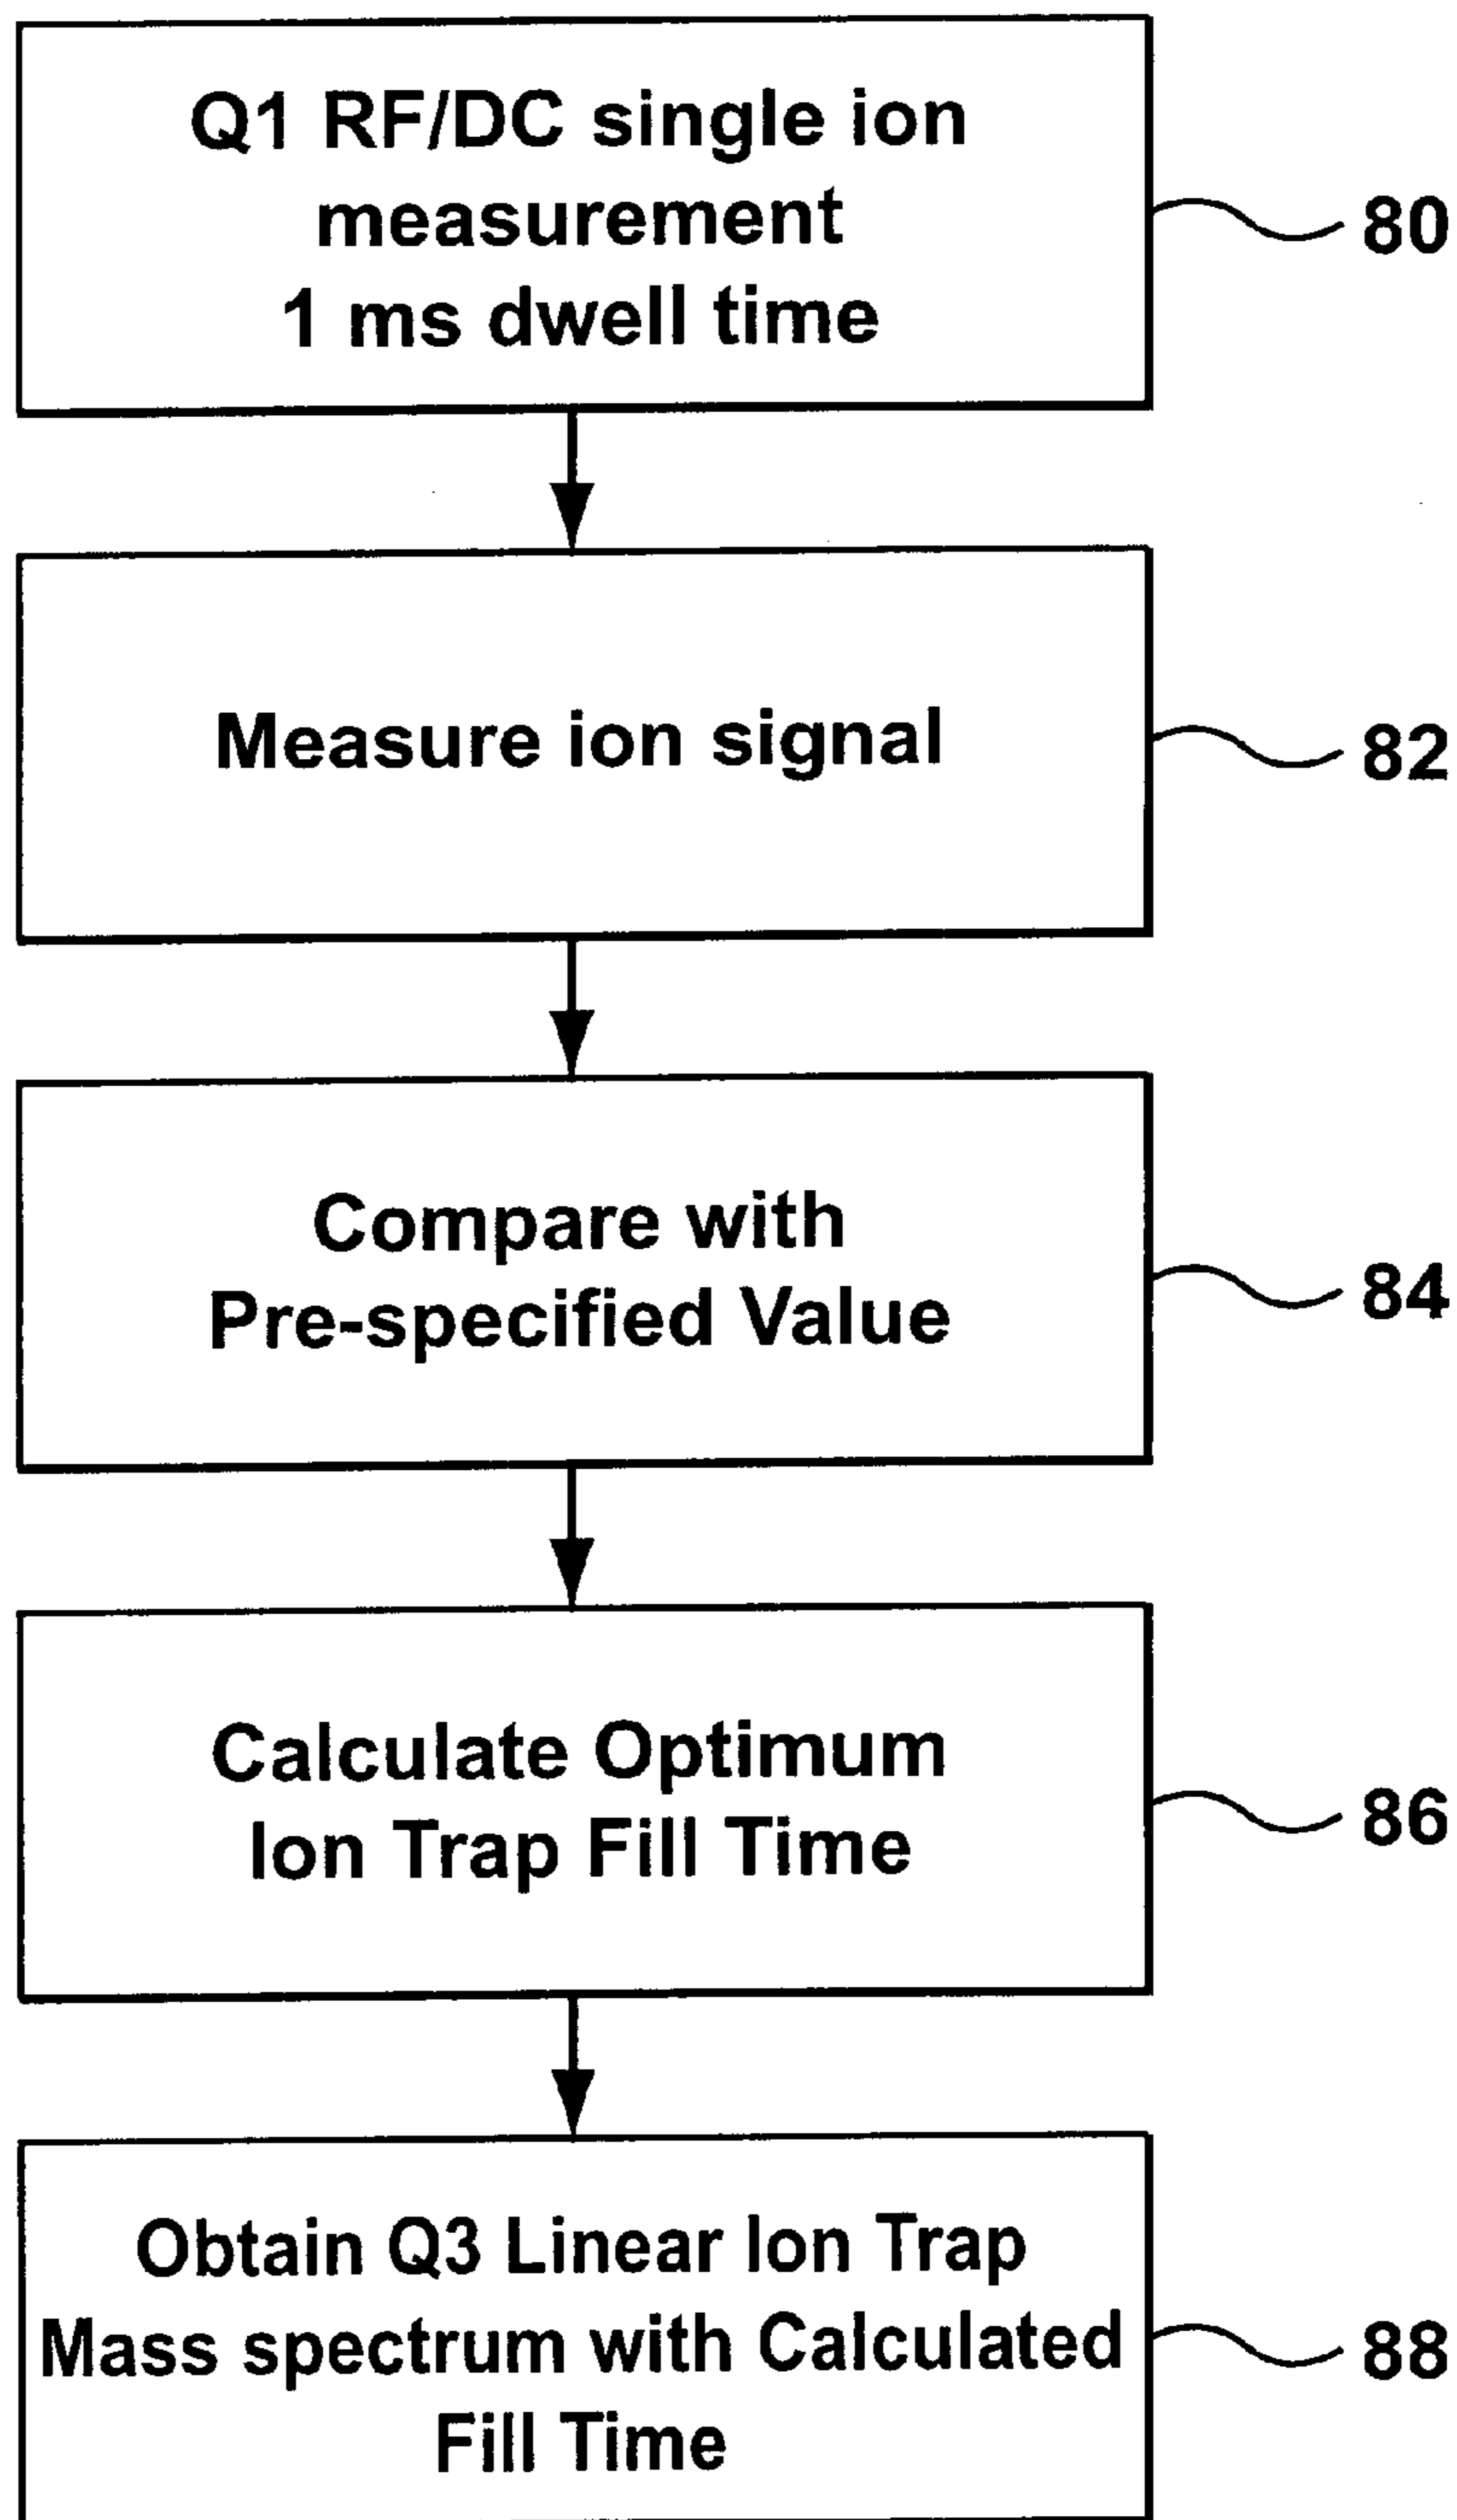 Q1 RF/DC single ion
measurement
1 ms dwell time
80
Measure ion signal
82
Compare with
Pre-specified Value
84
Calculate Optimum
Ion Trap Fill Time
86
Obtain Q3 Linear Ion Trap
Mass spectrum with Calculated
Fill Time
88